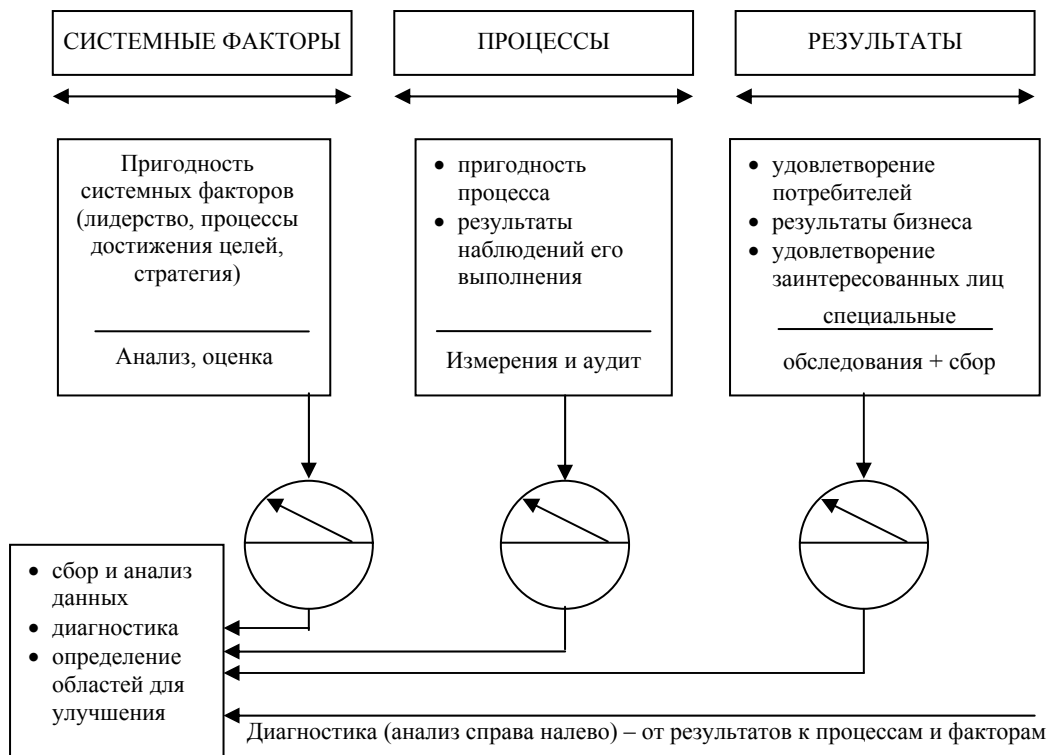 СИСТЕМНЫЕ ФАКТОРЫ
ПРОЦЕССЫ
РЕЗУЛЬТАТЫ
Пригодность
системных факторов
(лидерство, процессы
достижения целей,
стратегия)
Анализ, оценка
• пригодность
процесса
• результаты
наблюдений его
выполнения
Измерения и аудит
• удовлетворение
потребителей
• результаты бизнеса
• удовлетворение
заинтересованных лиц
специальные
обследования + сбор
• сбор и анализ
данных
• диагностика
• определение
областей для
улучшения
Диагностика (анализ справа налево) – от результатов к процессам и факторам